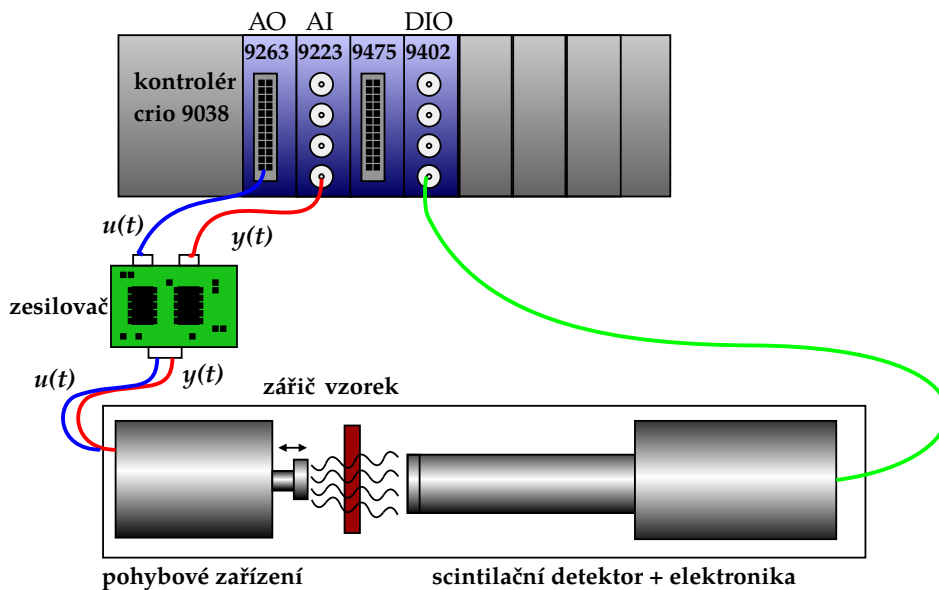 AO AI DIO
9263 9223 9475 9402
kontrolér
crio 9038
u(t)
y(t)
zesilovač
u(t)
y(t)
zářič vzorek
pohybové zařízení
scintilační detektor + elektronika